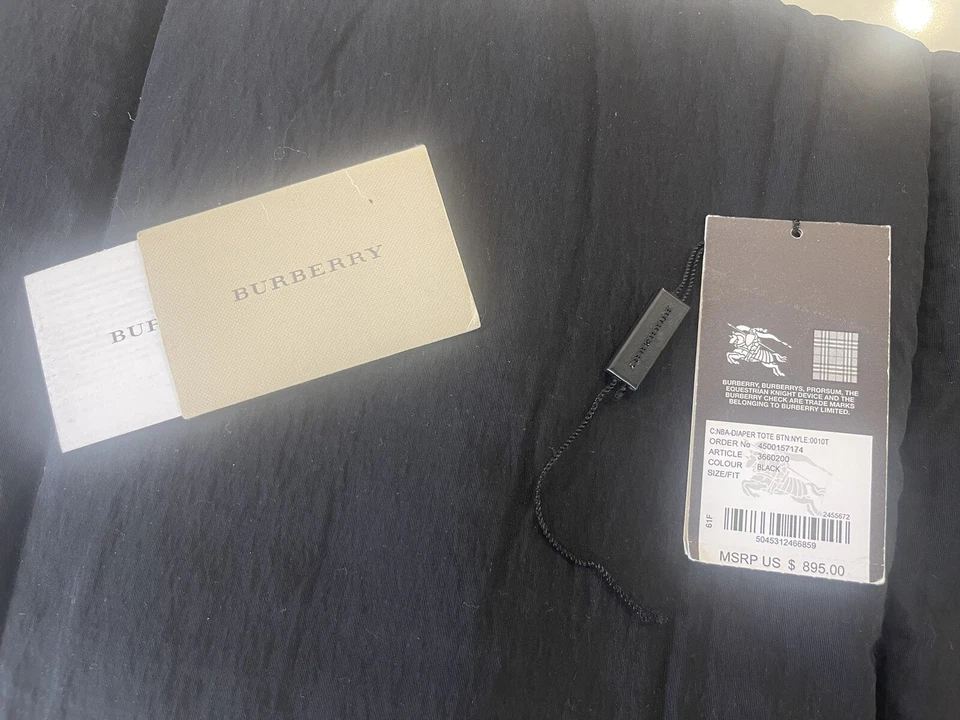 BUR
BURBERRY
BURBERRY
BURBERRY, BURBERRYS, PRORSUM, THE
EQUESTRIAN KNIGHT DEVICE AND THE
BURBERRY CHECK ARE TRADE MARKS
BELONGING TO BURBERRY LIMITED.
C:NBA-DIAPER TOTE BTN:NYLE:0010T
ORDER No 4500157174
ARTICLE 3660200
COLOUR BLACK
SIZE/FIT
2455672
61F
5045312466859
MSRP US $ 895.00